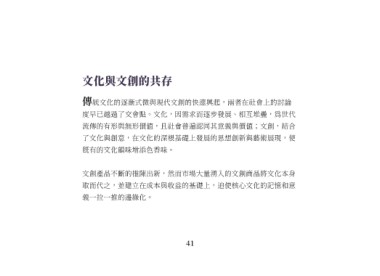 文化與文創的共存
傳統文化的逐漸式微與現代文創的快速興起，兩者在社會上的討論
度早已越過了交會點。文化，因需求而逐步發展、相互堆疊，為世代
流傳的有形與無形價值，且社會普遍認同其意義與價值；文創，結合
了文化與創意，在文化的深根基礎上發展的思想創新與藝術展現，使
既有的文化韻味增添色香味。
文創產品不斷的推陳出新，然而市場大量湧入的文創商品將文化本身
取而代之，並建立在成本與收益的基礎上，迫使核心文化的記憶和意
義一拉一推的邊緣化。
41